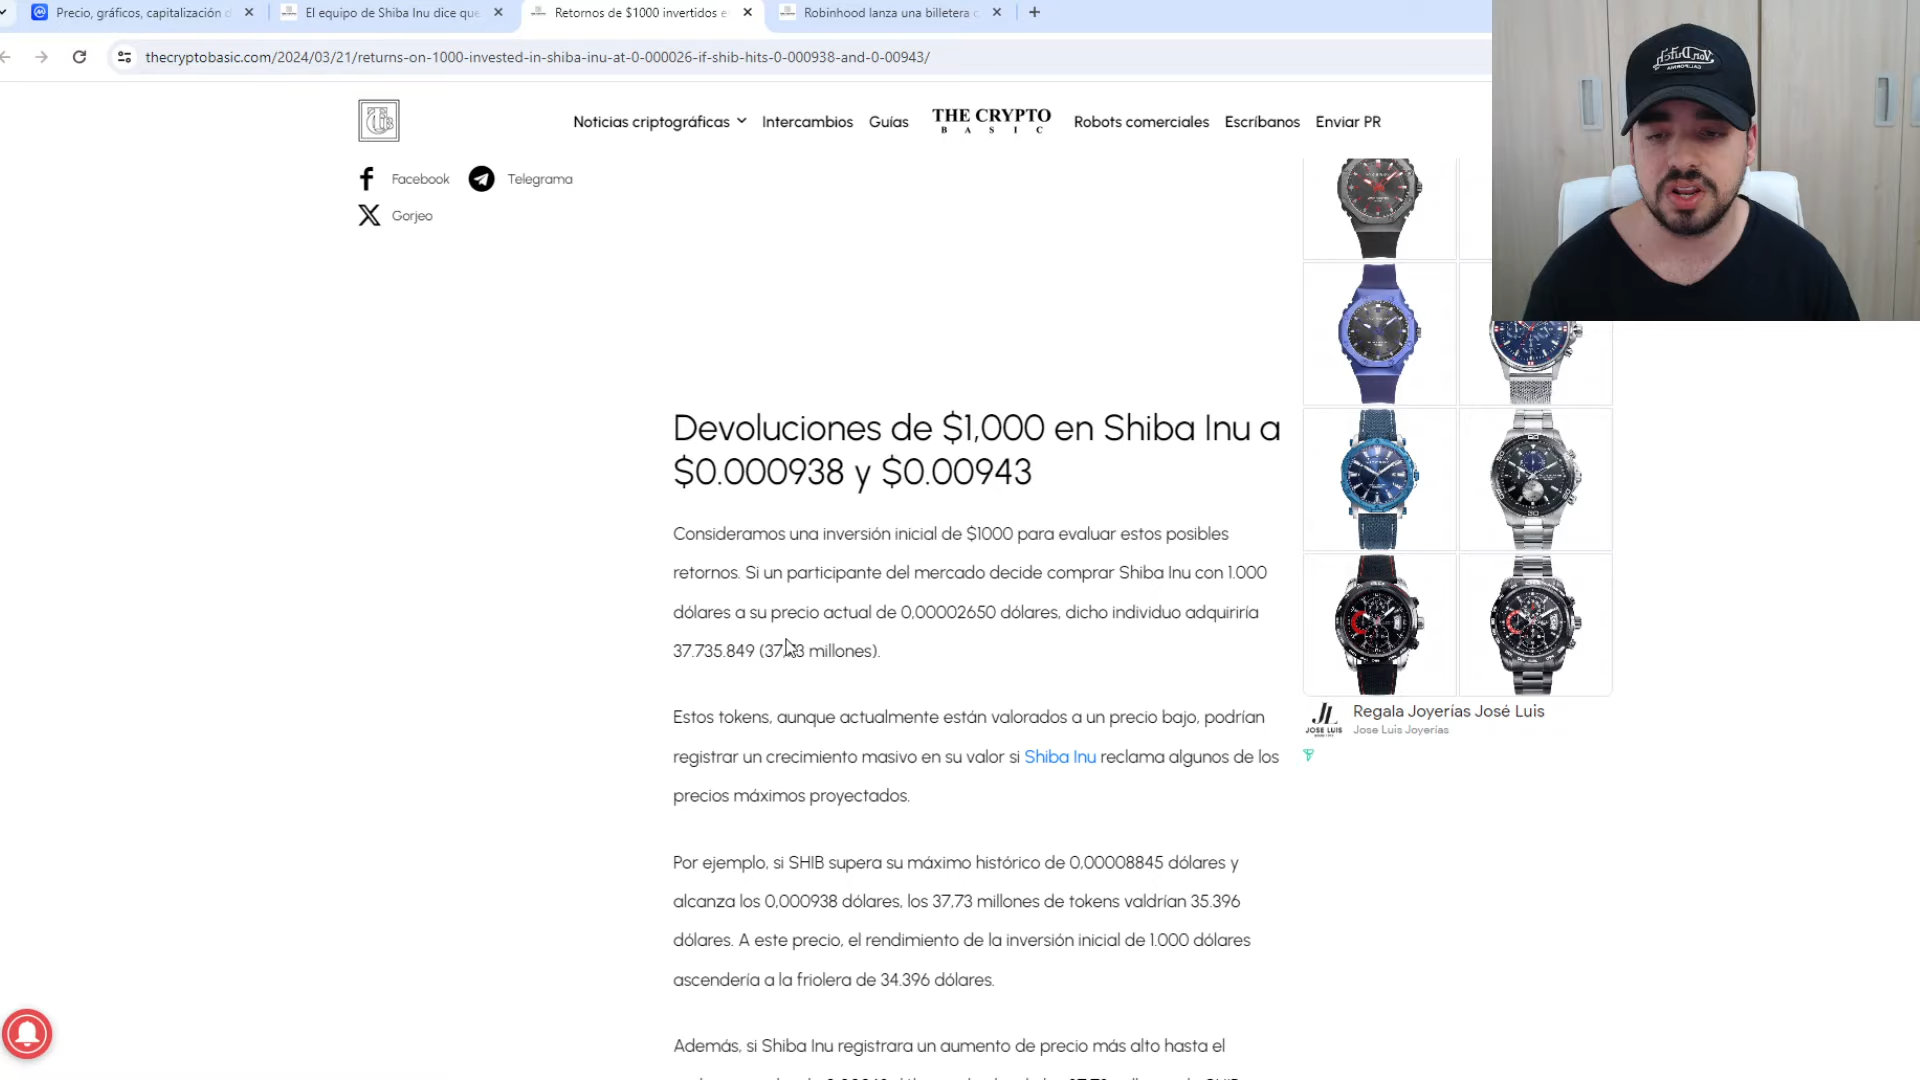 Precio, gráficos, capitalización d
El equipo de Shiba Inu dice que
Retornos de $1000 invertidos e
Robinhood lanza una billetera c
thecryptobasic.com/2024/03/21/returns-on-1000-invested-in-shiba-inu-at-0-000026-if-shib-hits-0-000938-and-0-00943/
Noticias criptográficas
Intercambios
Guías
THE CRYPTO
BASIC
Robots comerciales
Escríbanos
Enviar PR
Facebook
Telegrama
Gorjeo
Devoluciones de $1,000 en Shiba Inu a
$0.000938 y $0.00943
Consideramos una inversión inicial de $1000 para evaluar estos posibles
retornos. Si un participante del mercado decide comprar Shiba Inu con 1.000
dólares a su precio actual de 0,00002650 dólares, dicho individuo adquiriría
37.735.849 (37,73 millones).
Estos tokens, aunque actualmente están valorados a un precio bajo, podrían
registrar un crecimiento masivo en su valor si Shiba Inu reclama algunos de los
precios máximos proyectados.
Por ejemplo, si SHIB supera su máximo histórico de 0,00008845 dólares y
alcanza los 0,000938 dólares, los 37,73 millones de tokens valdrían 35.396
dólares. A este precio, el rendimiento de la inversión inicial de 1.000 dólares
ascendería a la friolera de 34.396 dólares.
Además, si Shiba Inu registrara un aumento de precio más alto hasta el
JL
JOSE LUIS
Regala Joyerías José Luis
Jose Luis Joyerías